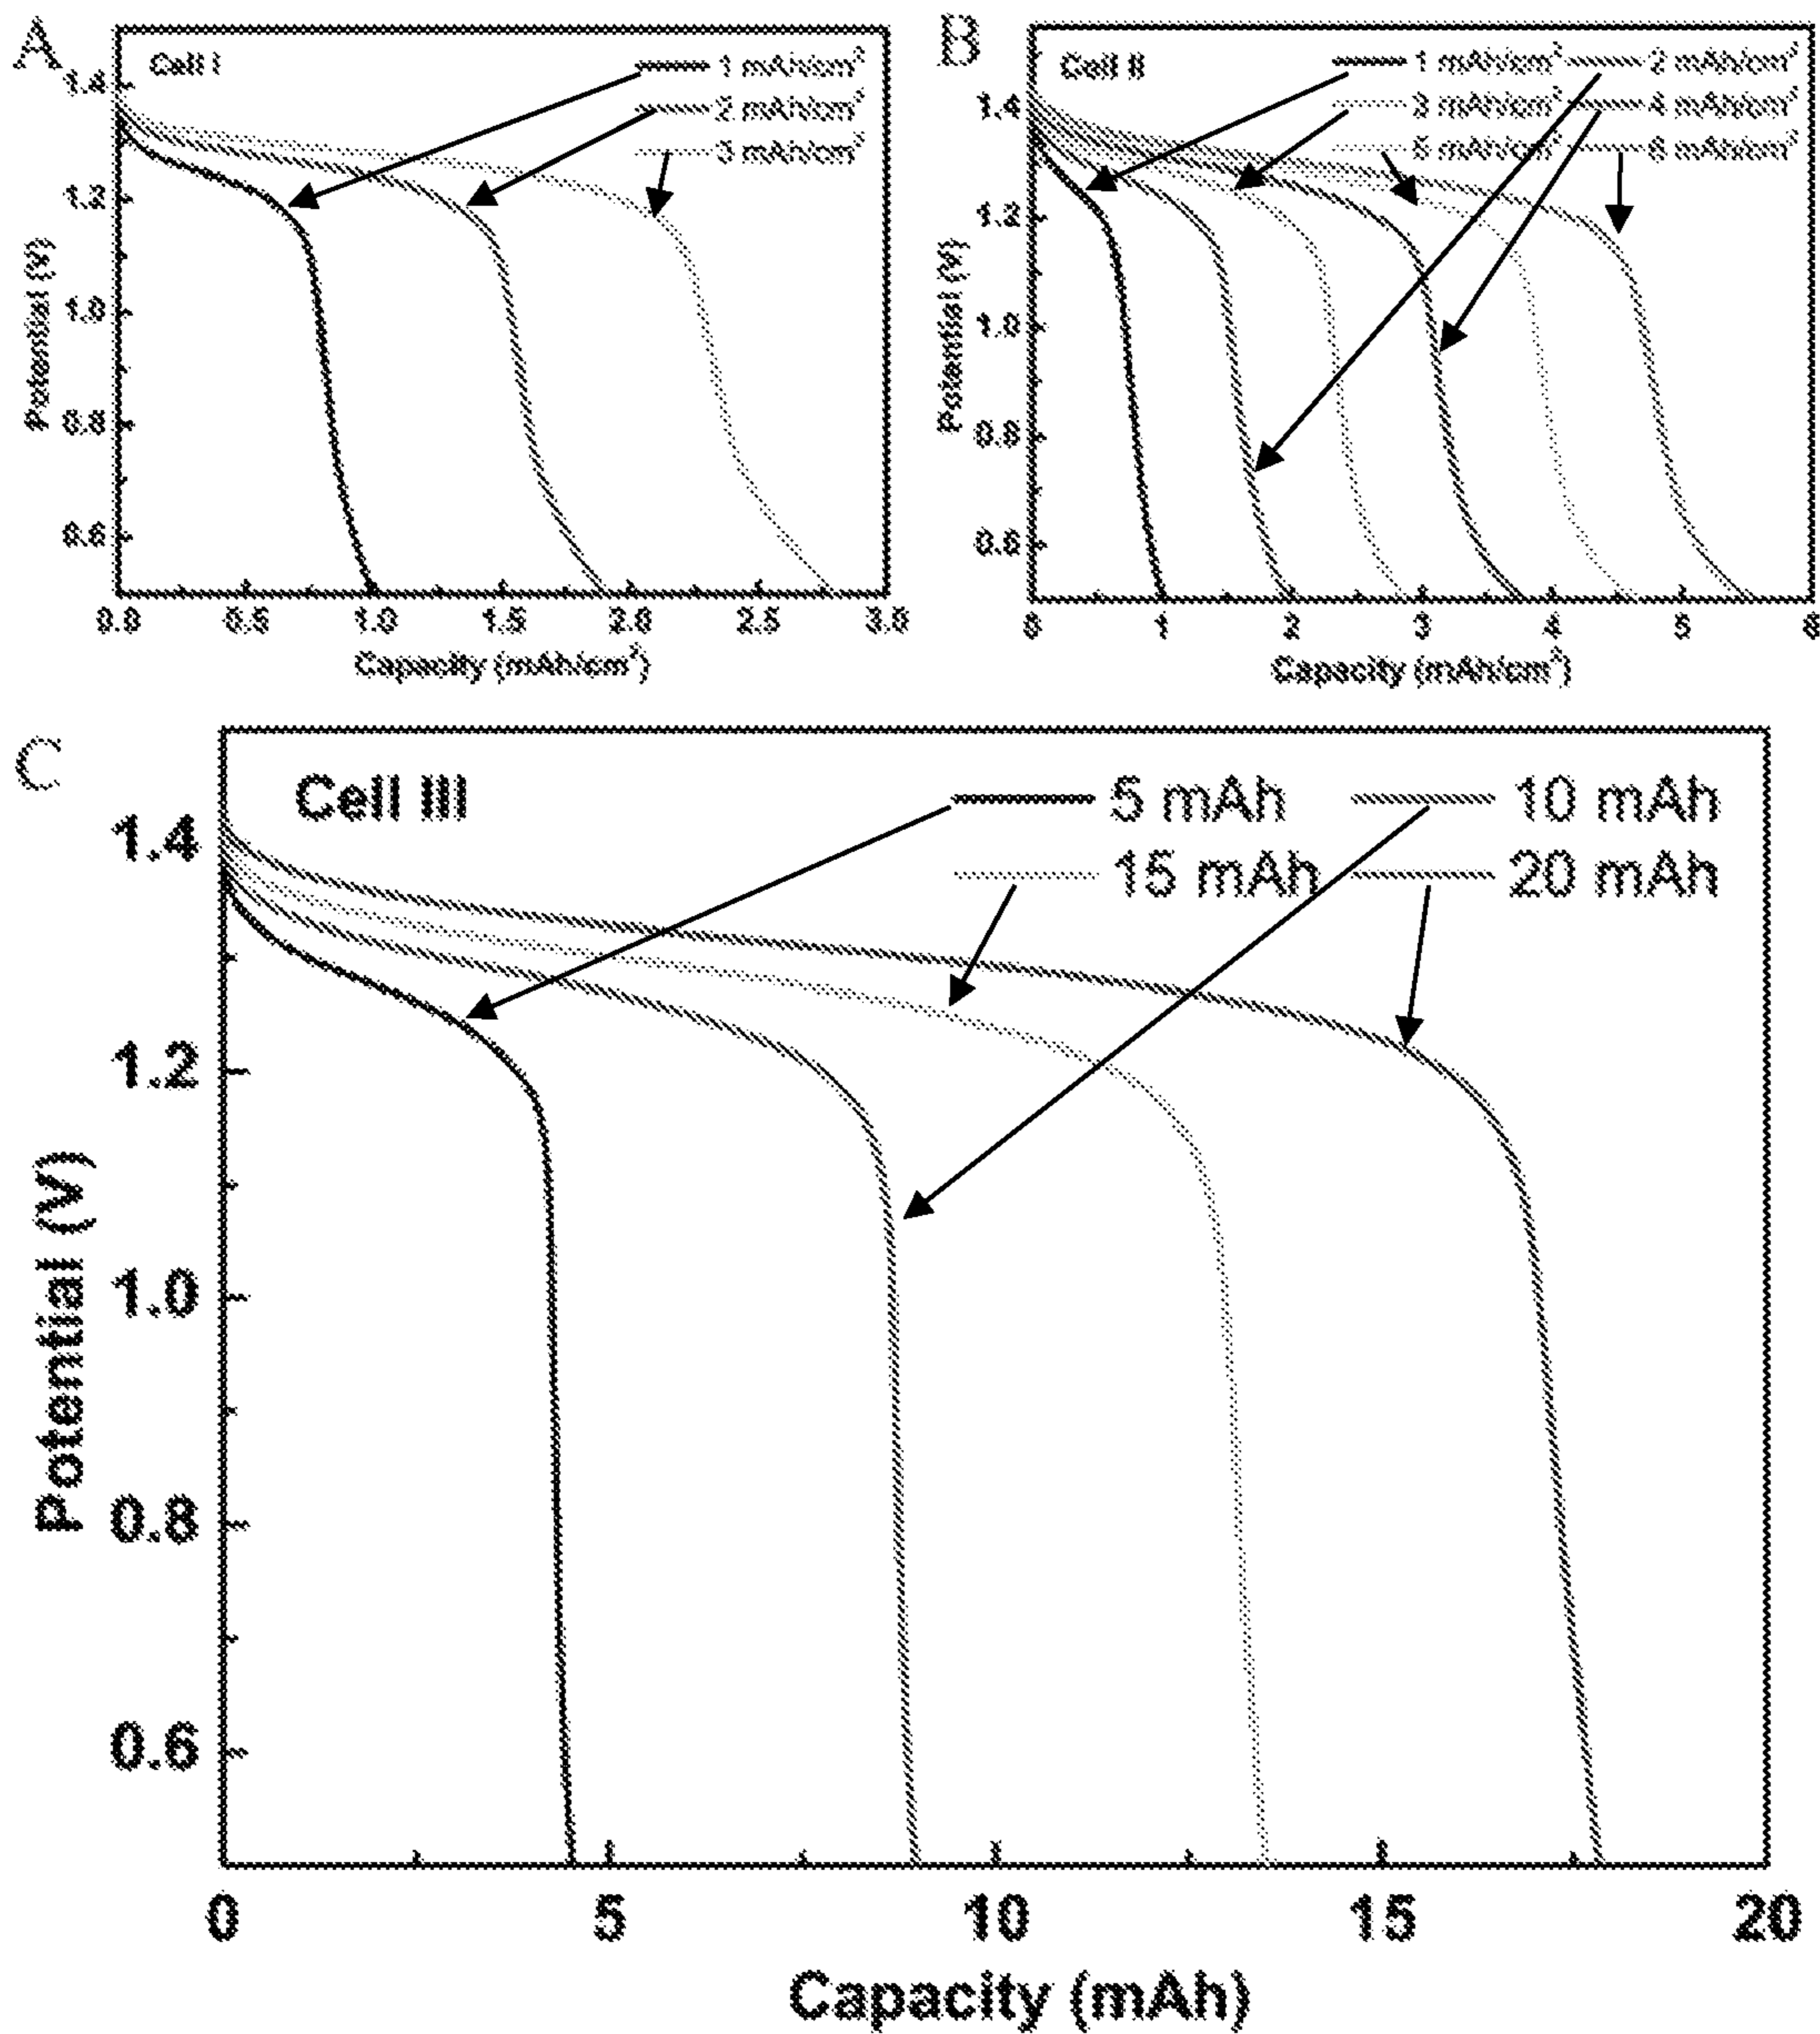 A
Cell I
1 mAh/cm²
2 mAh/cm²
3 mAh/cm²
1.4
1.2
1.0
0.8
0.6
Potential (V)
0.0 0.5 1.0 1.5 2.0 2.5 3.0
Capacity (mAh/cm²)
B
Cell II
1 mAh/cm² 2 mAh/cm²
3 mAh/cm² 4 mAh/cm²
5 mAh/cm² 6 mAh/cm²
1.4
1.2
1.0
0.8
0.6
Potential (V)
0 1 2 3 4 5 6
Capacity (mAh/cm²)
C
Cell III
5 mAh 10 mAh
15 mAh 20 mAh
1.4
1.2
1.0
0.8
0.6
Potential (V)
0 5 10 15 20
Capacity (mAh)